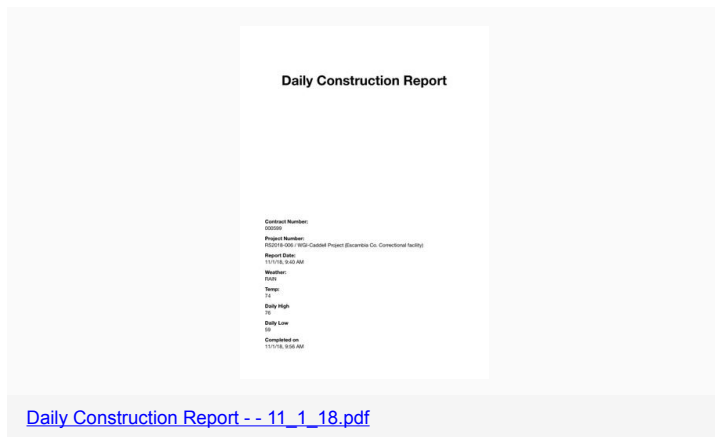 Daily Construction Report
Contract Number:
000099
Project Number:
RS2018-006 / WGI-Caddell Project (Escambia Co. Correctional facility)
Report Date:
11/1/18, 9:40 AM
Weather:
RAIN
Temp:
74
Daily High
76
Daily Low
59
Completed on
11/1/18, 9:56 AM
Daily Construction Report - - 11_1_18.pdf